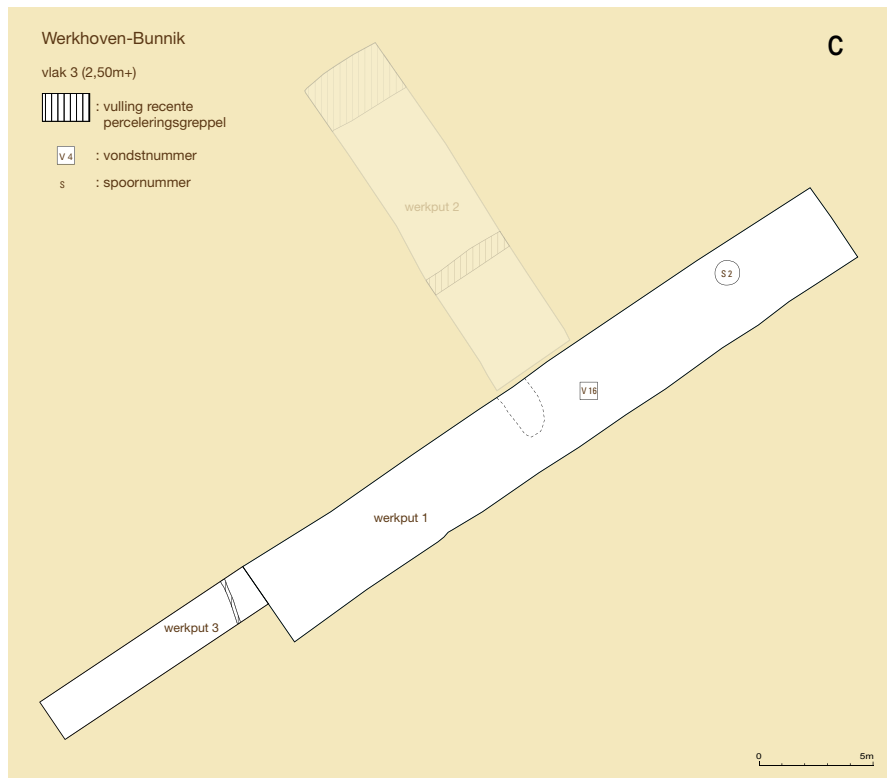 Werkhoven-Bunnik
C
vlak 3 (2,50m+)
: vulling recente
perceleringsgreppel
V 4 : vondstnummer
S : spoornummer
werkput 2
S 2
V 16
werkput 1
werkput 3
0 5m